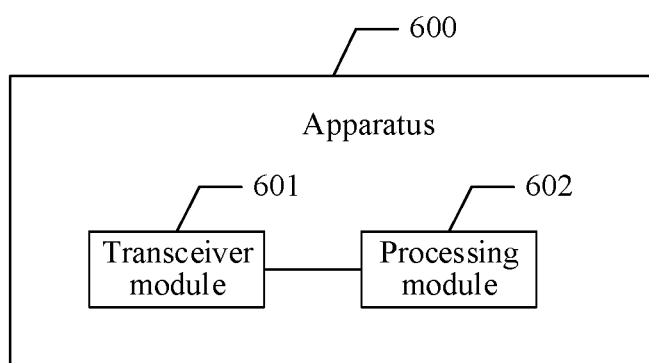 600
Apparatus
601
602
Transceiver
module
Processing
module